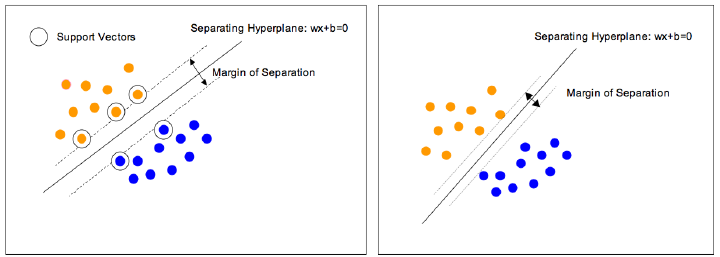 Separating Hyperplane: wx+b=0
Support Vectors
Margin of Separation
Separating Hyperplane: wx+b=0
Margin of Separation